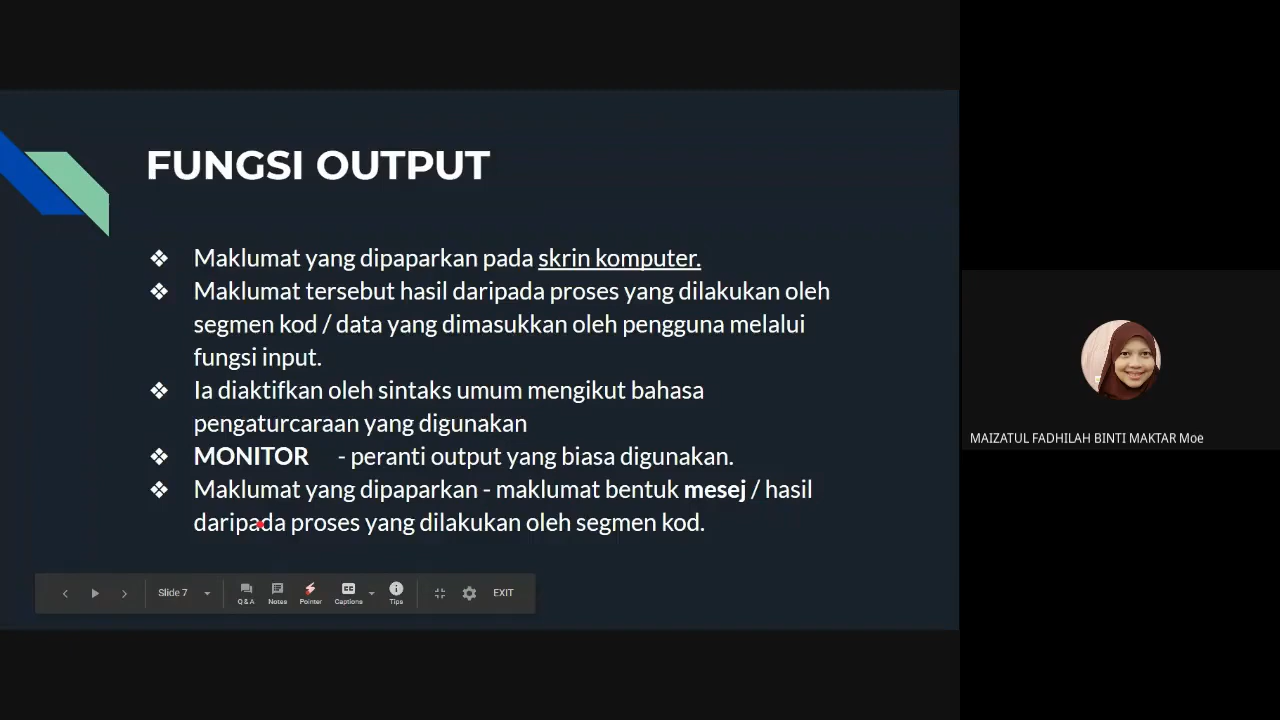 FUNGSI OUTPUT
❖ Maklumat yang dipaparkan pada skrin komputer.
❖ Maklumat tersebut hasil daripada proses yang dilakukan oleh
segmen kod / data yang dimasukkan oleh pengguna melalui
fungsi input.
❖ Ia diaktifkan oleh sintaks umum mengikut bahasa
pengaturcaraan yang digunakan
❖ MONITOR - peranti output yang biasa digunakan.
❖ Maklumat yang dipaparkan - maklumat bentuk mesej / hasil
daripada proses yang dilakukan oleh segmen kod.
Slide 7 Q & A Notes Pointer CC Captions Tips EXIT
MAIZATUL FADHILAH BINTI MAKTAR Moe